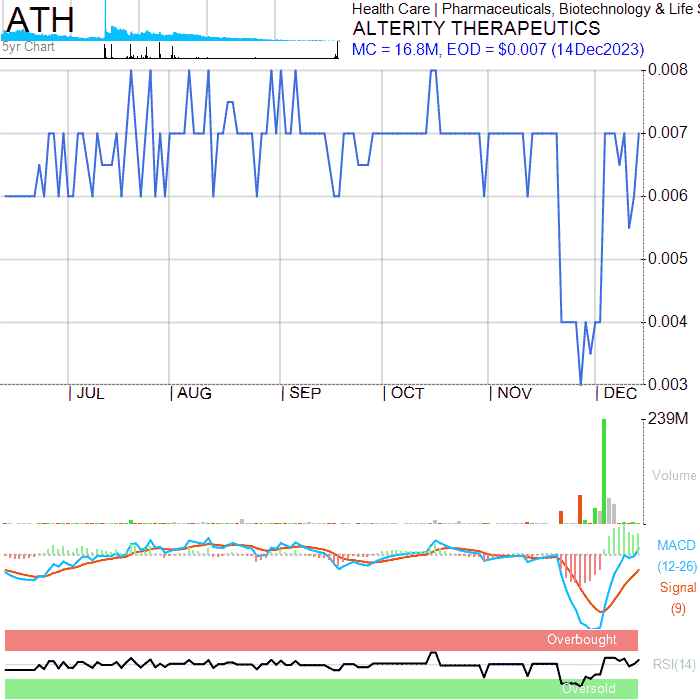 ATH
5yr Chart
Health Care | Pharmaceuticals, Biotechnology & Life S
ALTERITY THERAPEUTICS
MC = 16.8M, EOD = $0.007 (14Dec2023)
0.008
0.007
0.006
0.005
0.004
0.003
JUL AUG SEP OCT NOV DEC
239M
Volume
MACD
(12-26)
Signal
(9)
Overbought
RSI(14)
Oversold